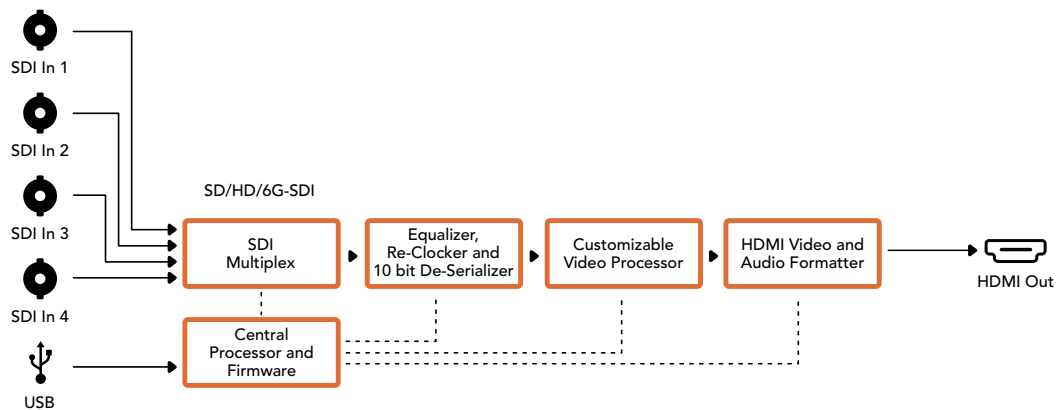 SDI In 1
SDI In 2
SDI In 3
SDI In 4
USB
SD/HD/6G-SDI
SDI
Multiplex
Equalizer,
Re-Clocker and
10 bit De-Serializer
Customizable
Video Processor
HDMI Video and
Audio Formatter
HDMI Out
Central
Processor and
Firmware